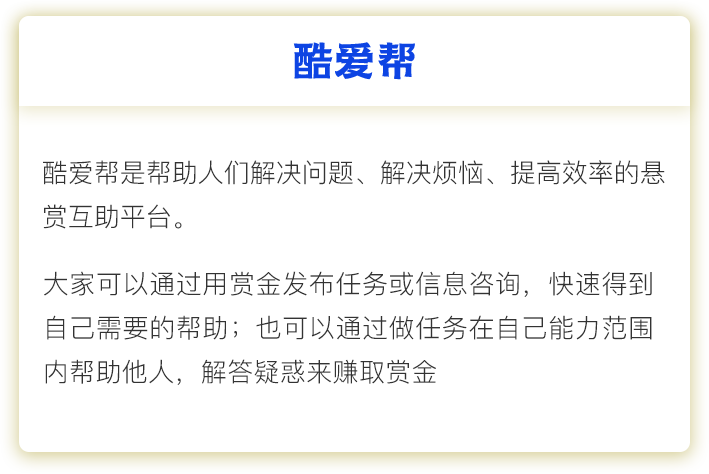 酷爱帮
酷爱帮是帮助人们解决问题、解决烦恼、提高效率的悬
赏互助平台。
大家可以通过用赏金发布任务或信息咨询，快速得到
自己需要的帮助；也可以通过做任务在自己能力范围
内帮助他人，解答疑惑来赚取赏金